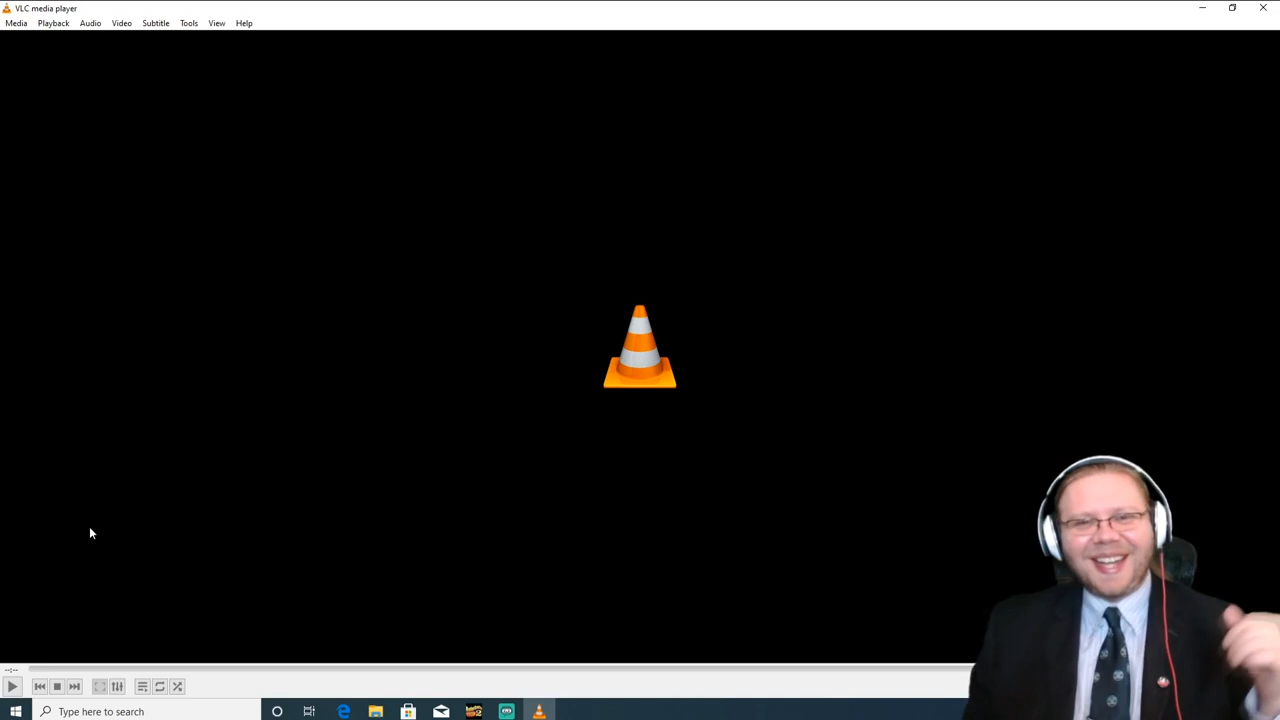 VLC media player
Media Playback Audio Video Subtitle Tools View Help
--:--
Type here to search